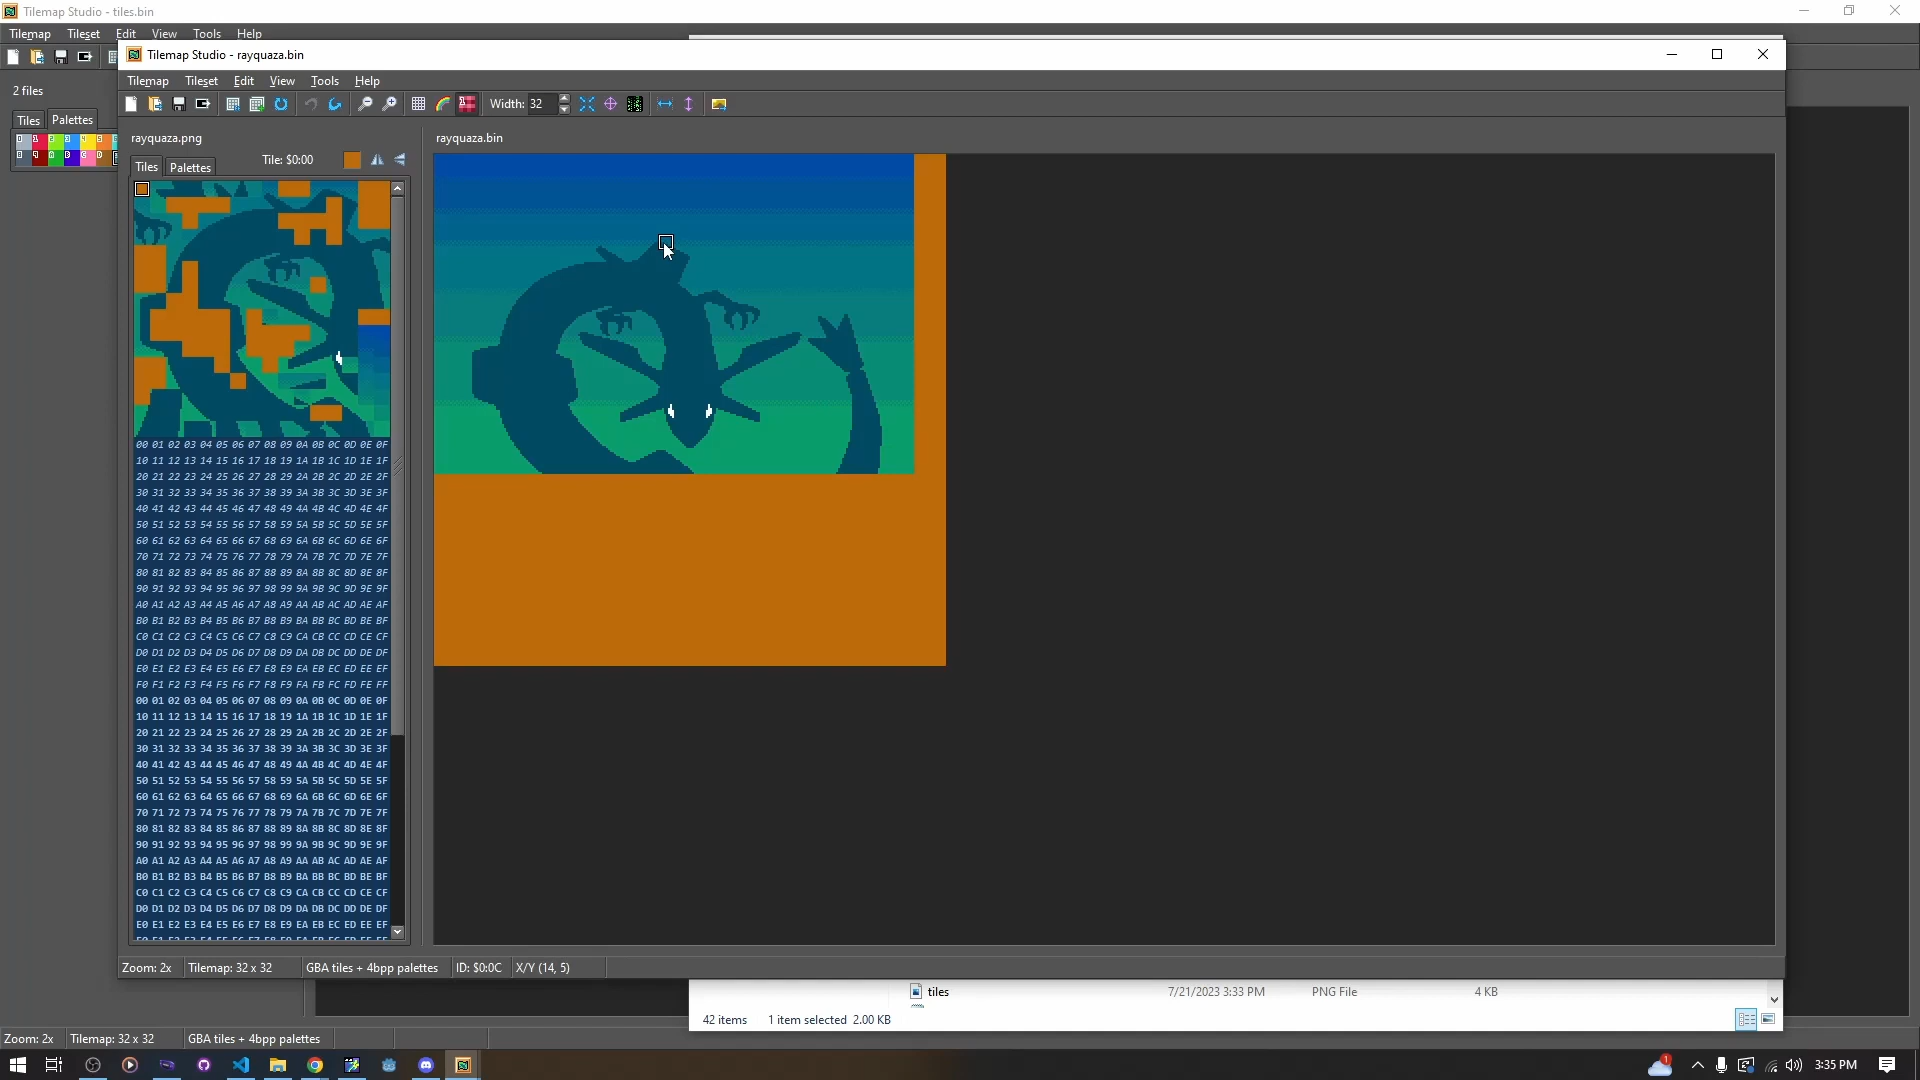 Tilemap Studio - tiles.bin
Tilemap Tileset Edit View Tools Help
Tilemap Studio - rayquaza.bin
Tilemap Tileset Edit View Tools Help
2 files
Width: 32
Tiles Palettes
rayquaza.png
rayquaza.bin
Tile: $0:00
Tiles Palettes
00 01 02 03 04 05 06 07 08 09 0A 0B 0C 0D 0E 0F
10 11 12 13 14 15 16 17 18 19 1A 1B 1C 1D 1E 1F
20 21 22 23 24 25 26 27 28 29 2A 2B 2C 2D 2E 2F
30 31 32 33 34 35 36 37 38 39 3A 3B 3C 3D 3E 3F
40 41 42 43 44 45 46 47 48 49 4A 4B 4C 4D 4E 4F
50 51 52 53 54 55 56 57 58 59 5A 5B 5C 5D 5E 5F
60 61 62 63 64 65 66 67 68 69 6A 6B 6C 6D 6E 6F
70 71 72 73 74 75 76 77 78 79 7A 7B 7C 7D 7E 7F
80 81 82 83 84 85 86 87 88 89 8A 8B 8C 8D 8E 8F
90 91 92 93 94 95 96 97 98 99 9A 9B 9C 9D 9E 9F
A0 A1 A2 A3 A4 A5 A6 A7 A8 A9 AA AB AC AD AE AF
B0 B1 B2 B3 B4 B5 B6 B7 B8 B9 BA BB BC BD BE BF
C0 C1 C2 C3 C4 C5 C6 C7 C8 C9 CA CB CC CD CE CF
D0 D1 D2 D3 D4 D5 D6 D7 D8 D9 DA DB DC DD DE DF
E0 E1 E2 E3 E4 E5 E6 E7 E8 E9 EA EB EC ED EE EF
F0 F1 F2 F3 F4 F5 F6 F7 F8 F9 FA FB FC FD FE FF
00 01 02 03 04 05 06 07 08 09 0A 0B 0C 0D 0E 0F
10 11 12 13 14 15 16 17 18 19 1A 1B 1C 1D 1E 1F
20 21 22 23 24 25 26 27 28 29 2A 2B 2C 2D 2E 2F
30 31 32 33 34 35 36 37 38 39 3A 3B 3C 3D 3E 3F
40 41 42 43 44 45 46 47 48 49 4A 4B 4C 4D 4E 4F
50 51 52 53 54 55 56 57 58 59 5A 5B 5C 5D 5E 5F
60 61 62 63 64 65 66 67 68 69 6A 6B 6C 6D 6E 6F
70 71 72 73 74 75 76 77 78 79 7A 7B 7C 7D 7E 7F
80 81 82 83 84 85 86 87 88 89 8A 8B 8C 8D 8E 8F
90 91 92 93 94 95 96 97 98 99 9A 9B 9C 9D 9E 9F
A0 A1 A2 A3 A4 A5 A6 A7 A8 A9 AA AB AC AD AE AF
B0 B1 B2 B3 B4 B5 B6 B7 B8 B9 BA BB BC BD BE BF
C0 C1 C2 C3 C4 C5 C6 C7 C8 C9 CA CB CC CD CE CF
D0 D1 D2 D3 D4 D5 D6 D7 D8 D9 DA DB DC DD DE DF
E0 E1 E2 E3 E4 E5 E6 E7 E8 E9 EA EB EC ED EE EF
Zoom: 2x Tilemap: 32 x 32 GBA tiles + 4bpp palettes ID: $0:0C X/Y (14, 5)
tiles 7/21/2023 3:33 PM PNG File 4 KB
42 items 1 item selected 2.00 KB
Zoom: 2x Tilemap: 32 x 32 GBA tiles + 4bpp palettes
3:35 PM